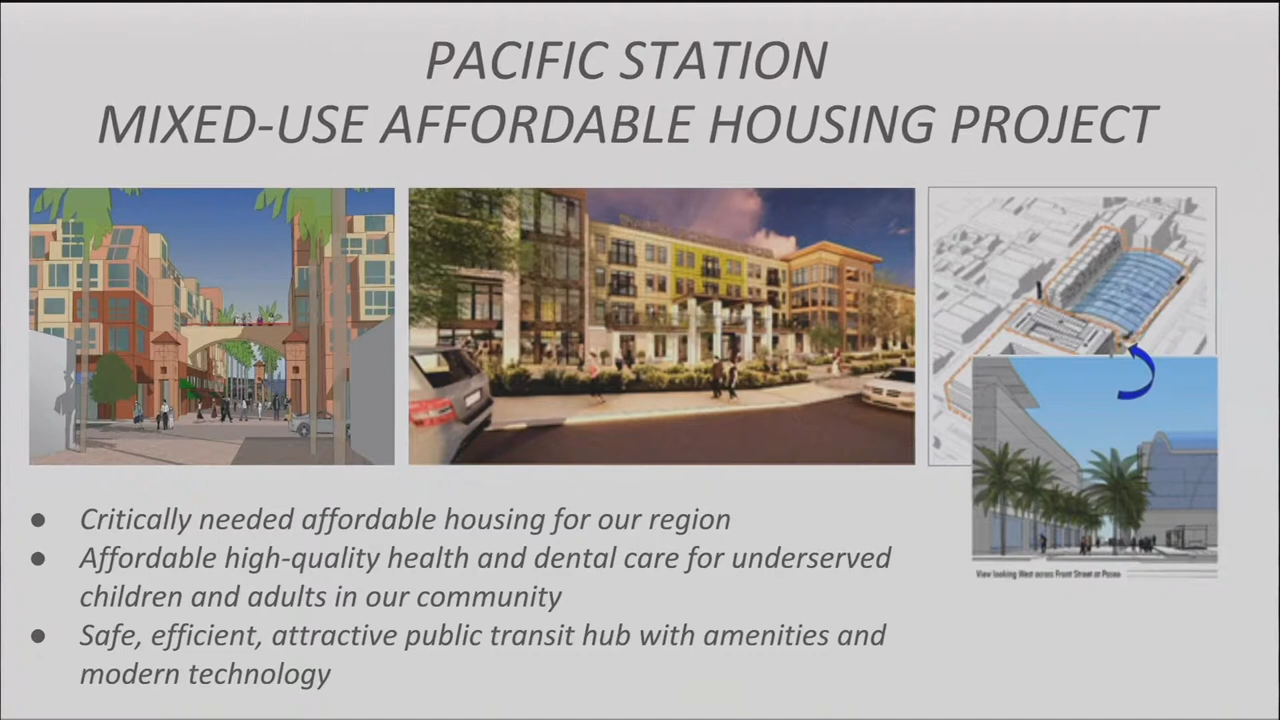 PACIFIC STATION
MIXED-USE AFFORDABLE HOUSING PROJECT
● Critically needed affordable housing for our region
● Affordable high-quality health and dental care for underserved
children and adults in our community
● Safe, efficient, attractive public transit hub with amenities and
modern technology
View looking West across Front Street at Paseo